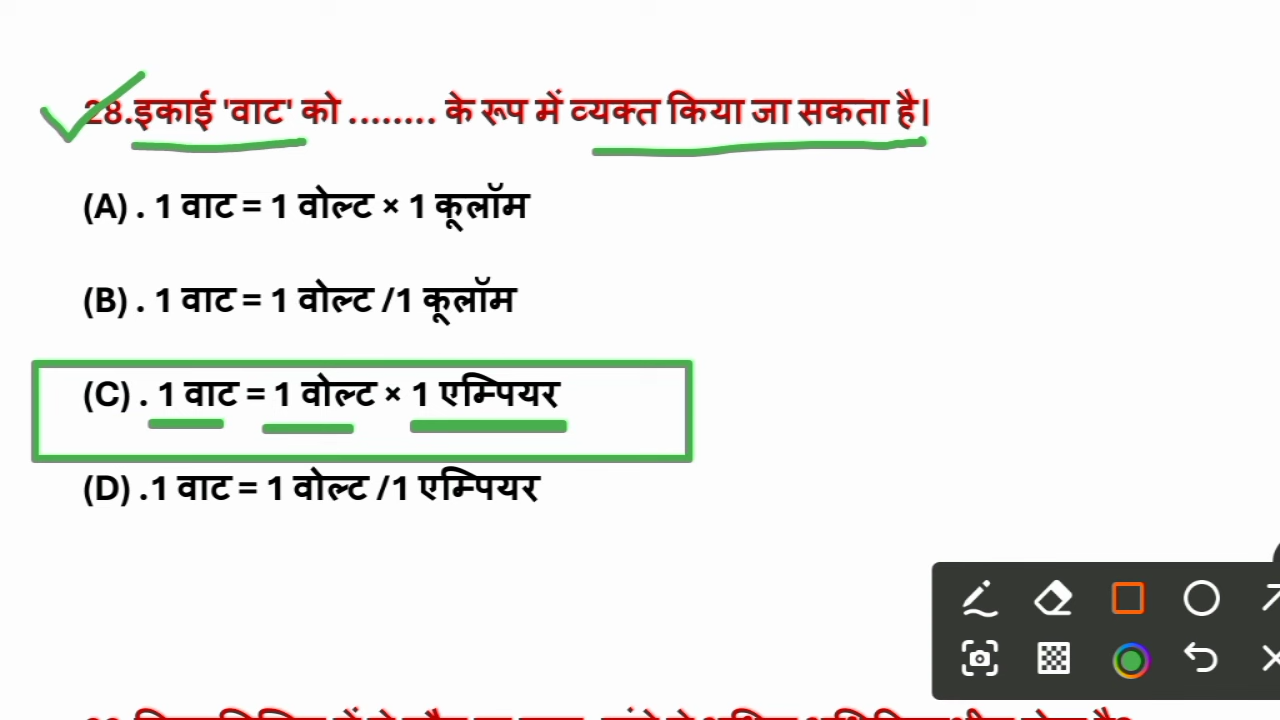 28.इकाई 'वाट' को ........ के रूप में व्यक्त किया जा सकता है।
(A) . 1 वाट = 1 वोल्ट × 1 कूलॉम
(B) . 1 वाट = 1 वोल्ट /1 कूलॉम
(C) . 1 वाट = 1 वोल्ट × 1 एम्पियर
(D) .1 वाट = 1 वोल्ट /1 एम्पियर